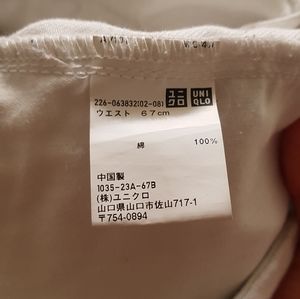 ユニクロ UNIQLO
226-063832(02-08)
ウエスト 67cm
綿 100%
中国製
1035-23A-67B
(株)ユニクロ
山口県山口市佐山717-1
〒754-0894